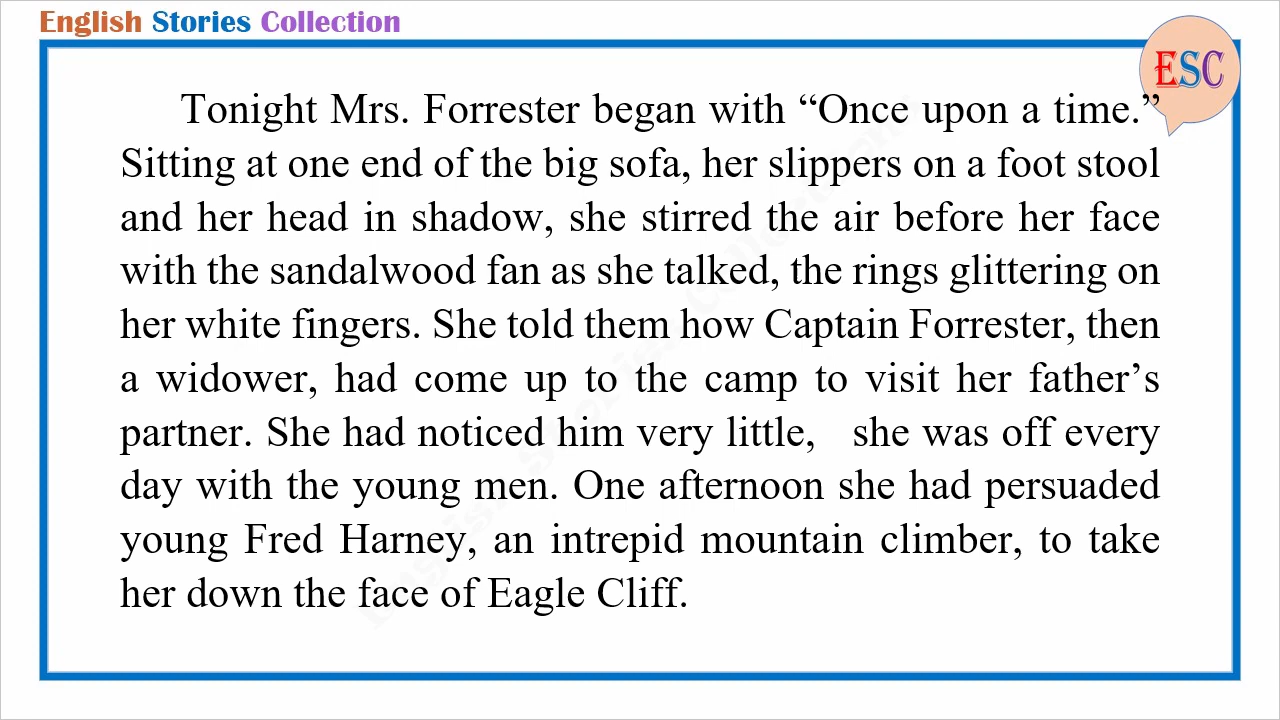 English Stories Collection
ESC
Tonight Mrs. Forrester began with “Once upon a time.”
Sitting at one end of the big sofa, her slippers on a foot stool
and her head in shadow, she stirred the air before her face
with the sandalwood fan as she talked, the rings glittering on
her white fingers. She told them how Captain Forrester, then
a widower, had come up to the camp to visit her father’s
partner. She had noticed him very little,   she was off every
day with the young men. One afternoon she had persuaded
young Fred Harney, an intrepid mountain climber, to take
her down the face of Eagle Cliff.
English Stories Collection